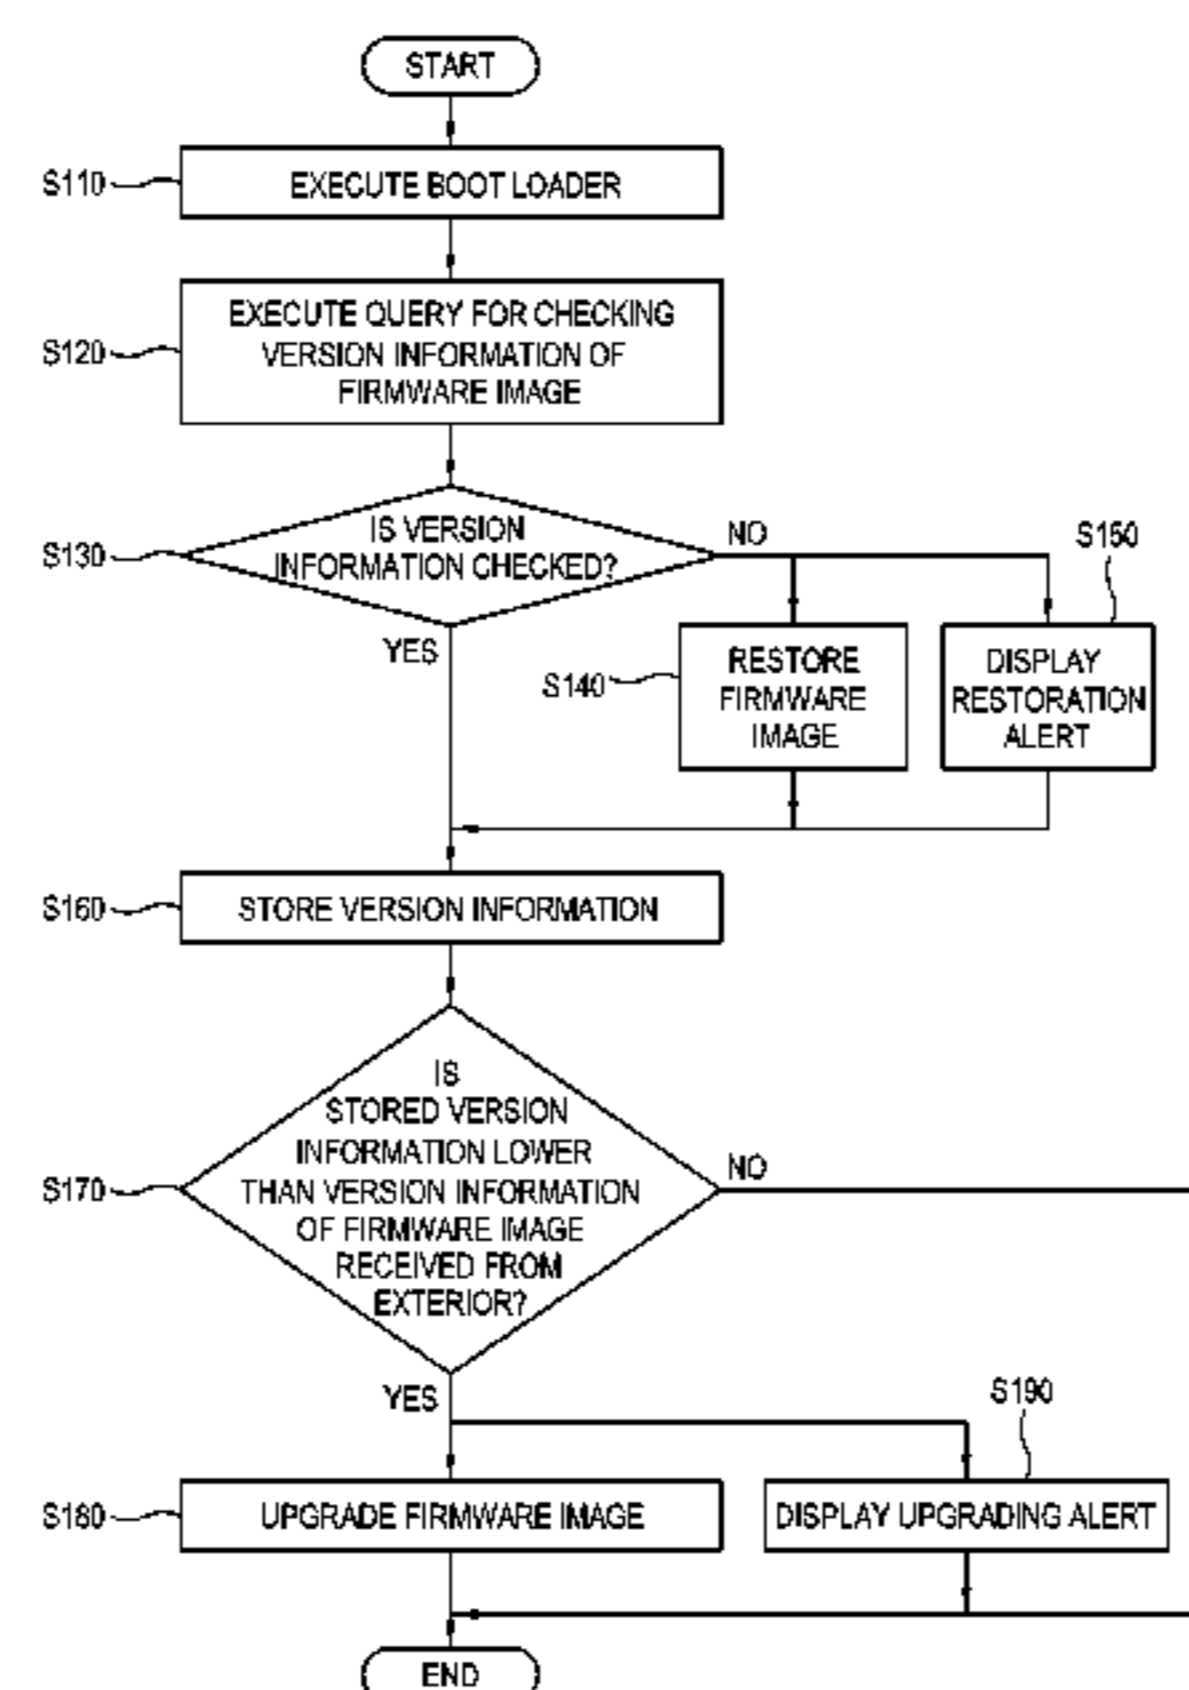 START
S110
EXECUTE BOOT LOADER
S120
EXECUTE QUERY FOR CHECKING
VERSION INFORMATION OF
FIRMWARE IMAGE
S130
IS VERSION
INFORMATION CHECKED?
NO
YES
S150
S140
RESTORE
FIRMWARE
IMAGE
DISPLAY
RESTORATION
ALERT
S160
STORE VERSION INFORMATION
S170
IS
STORED VERSION
INFORMATION LOWER
THAN VERSION INFORMATION
OF FIRMWARE IMAGE
RECEIVED FROM
EXTERIOR?
NO
YES
S190
S180
UPGRADE FIRMWARE IMAGE
DISPLAY UPGRADING ALERT
END